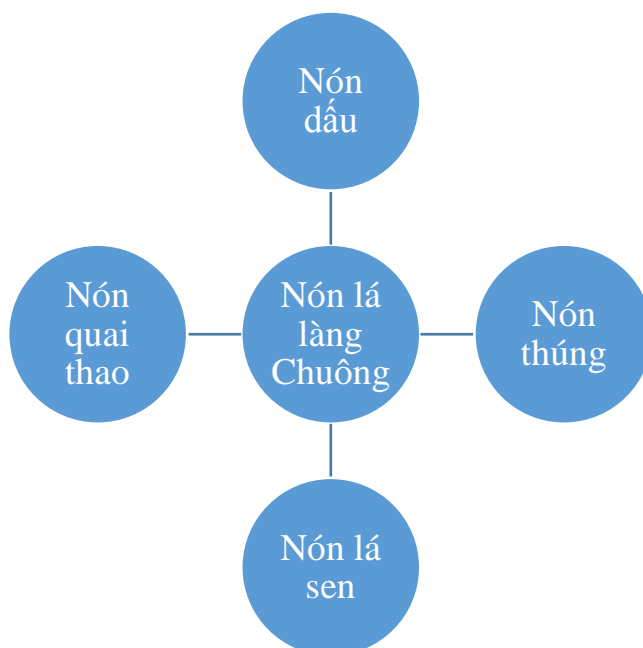 Nón
dấu
Nón
quai
thao
Nón lá
làng
Chuông
Nón
thúng
Nón lá
sen